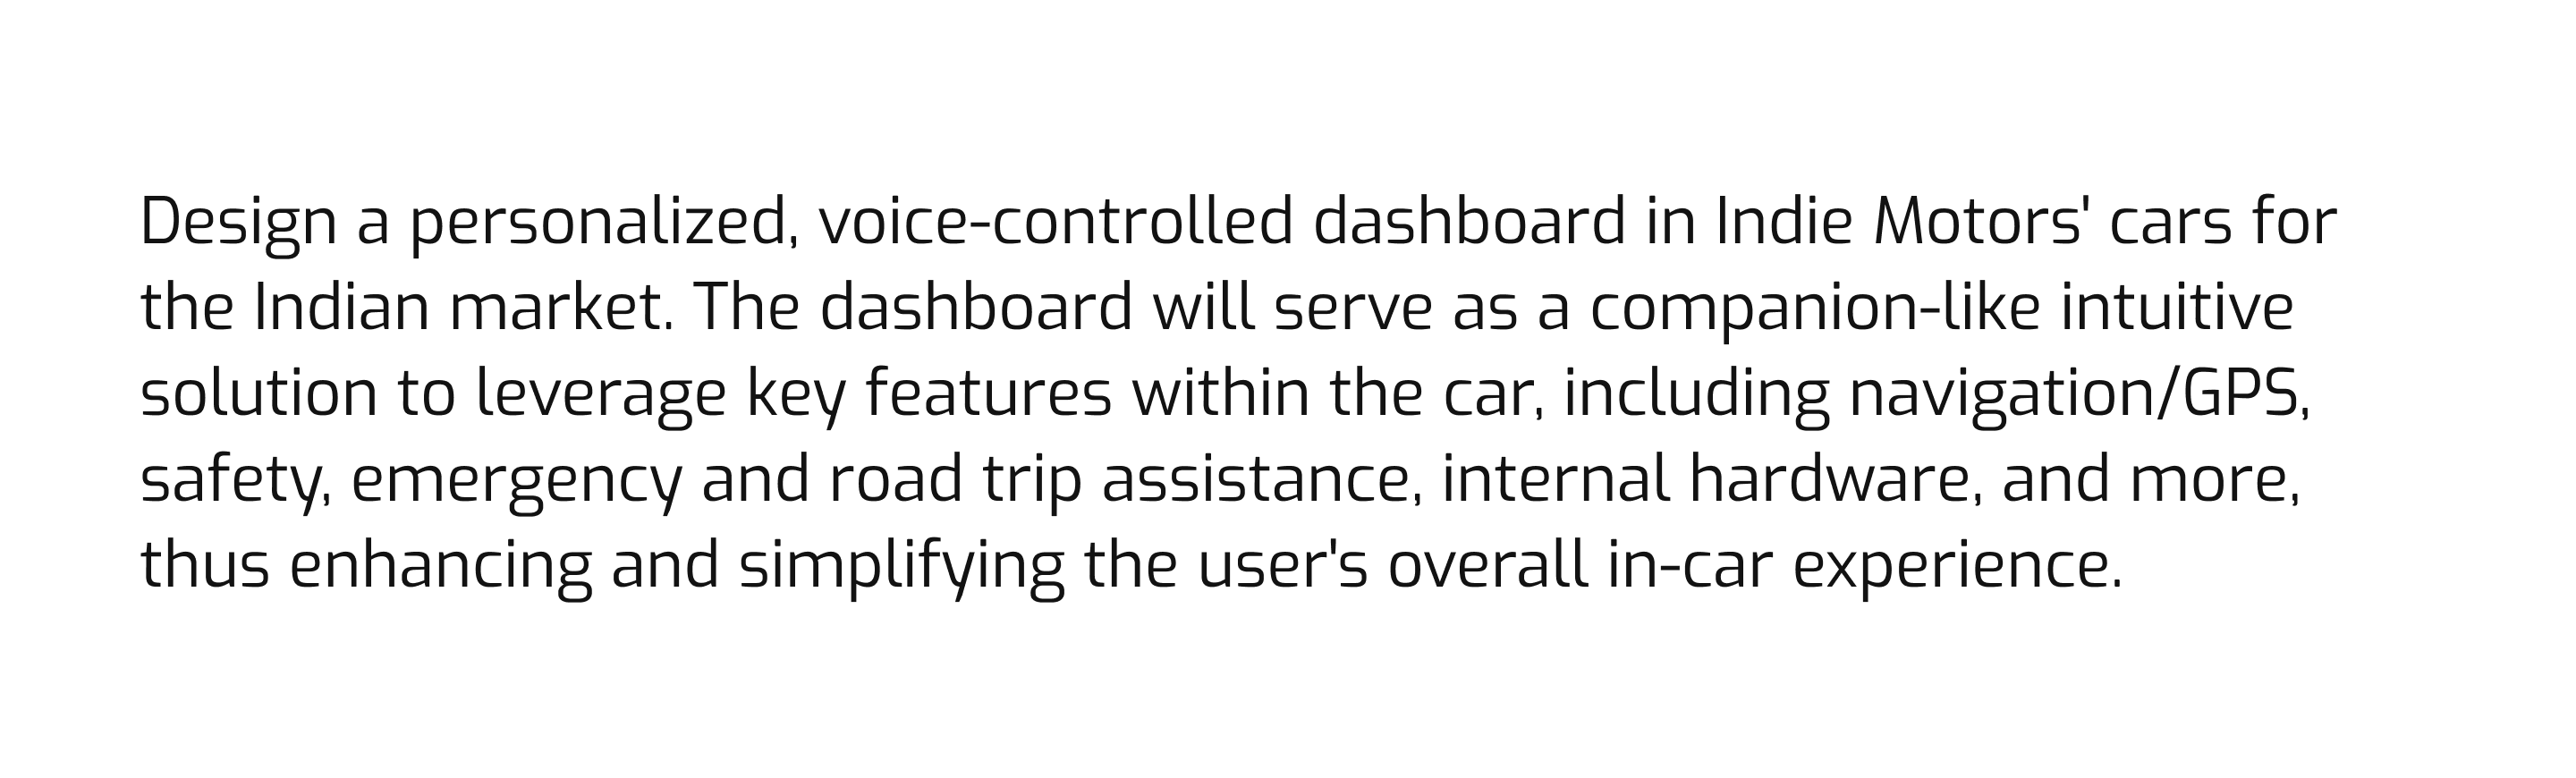 Design a personalized, voice-controlled dashboard in Indie Motors' cars for
the Indian market. The dashboard will serve as a companion-like intuitive
solution to leverage key features within the car, including navigation/GPS,
safety, emergency and road trip assistance, internal hardware, and more,
thus enhancing and simplifying the user's overall in-car experience.